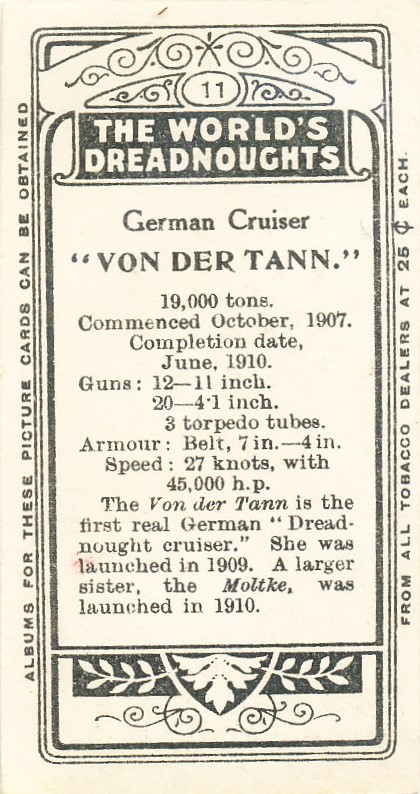 11
THE WORLD'S
DREADNOUGHTS
German Cruiser
"VON DER TANN."
19,000 tons.
Commenced October, 1907.
Completion date,
June, 1910.
Guns: 12—11 inch.
20—4·1 inch.
3 torpedo tubes.
Armour: Belt, 7 in.—4 in.
Speed: 27 knots, with
45,000 h.p.
The Von der Tann is the
first real German "Dread-
nought cruiser." She was
launched in 1909. A larger
sister, the Moltke, was
launched in 1910.
ALBUMS FOR THESE PICTURE CARDS CAN BE OBTAINED
FROM ALL TOBACCO DEALERS AT 25 ¢ EACH.